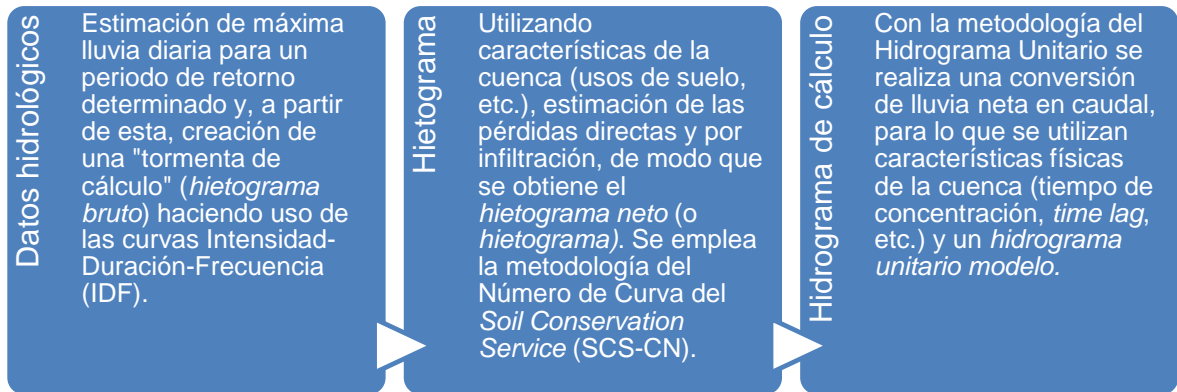 Datos hidrológicos
Estimación de máxima
lluvia diaria para un
periodo de retorno
determinado y, a partir
de esta, creación de
una "tormenta de
cálculo" (hietograma
bruto) haciendo uso de
las curvas Intensidad-
Duración-Frecuencia
(IDF).
Hietograma
Utilizando
características de la
cuenca (usos de suelo,
etc.), estimación de las
pérdidas directas y por
infiltración, de modo que
se obtiene el
hietograma neto (o
hietograma). Se emplea
la metodología del
Número de Curva del
Soil Conservation
Service (SCS-CN).
Hidrograma de cálculo
Con la metodología del
Hidrograma Unitario se
realiza una conversión
de lluvia neta en caudal,
para lo que se utilizan
características físicas
de la cuenca (tiempo de
concentración, time lag,
etc.) y un hidrograma
unitario modelo.